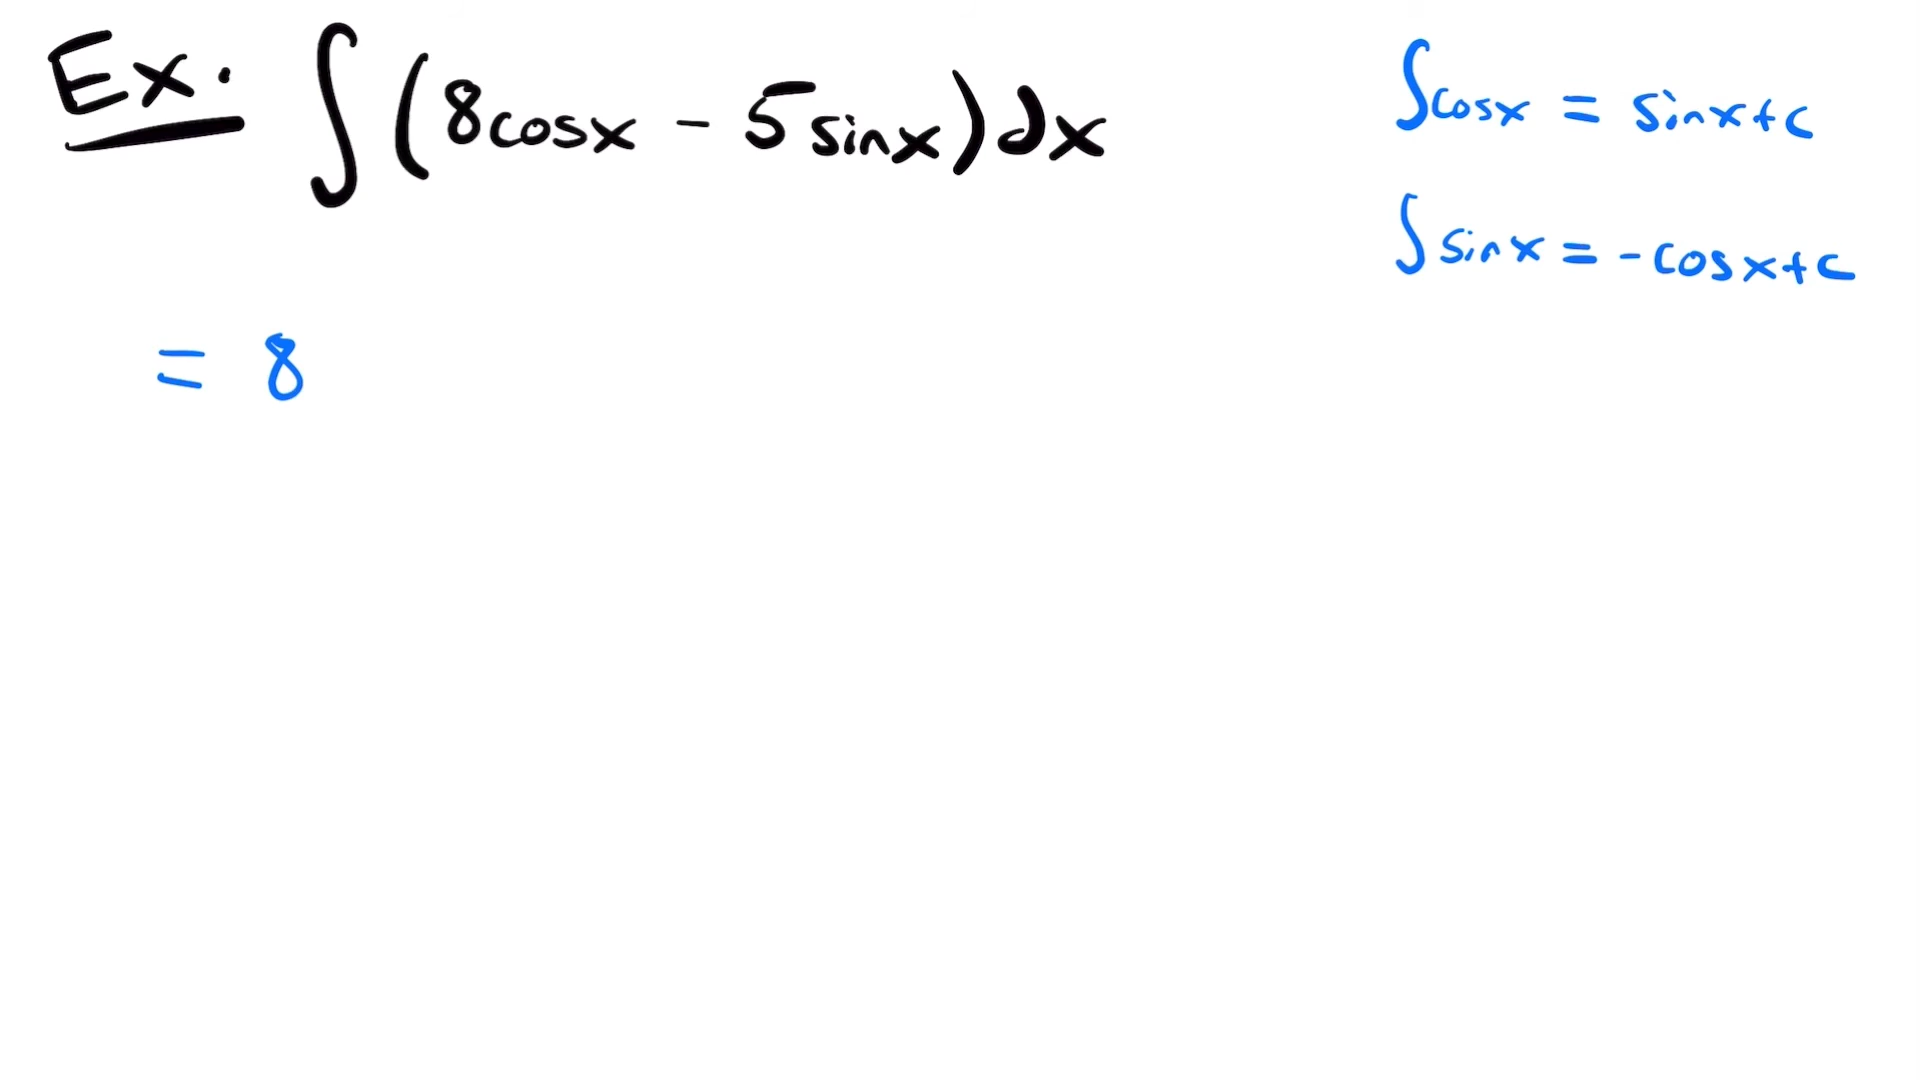 Ex. ∫(8cosx - 5sinx)dx
∫cosx = sinx+c
∫sinx = -cosx+c
= 8